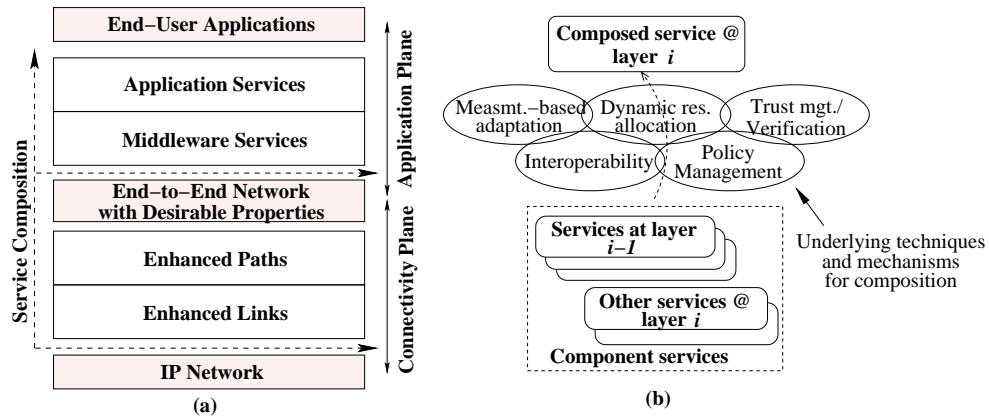 End−User Applications
Application Services
Middleware Services
End−to−End Network
with Desirable Properties
Enhanced Paths
Enhanced Links
IP Network
Service Composition
Application Plane
Connectivity Plane
(a)
Composed service @
layer i
Measmt.−based
adaptation
Dynamic res.
allocation
Trust mgt./
Verification
Interoperability
Policy
Management
Services at layer
i−1
Other services @
layer i
Component services
Underlying techniques
and mechanisms
for composition
(b)